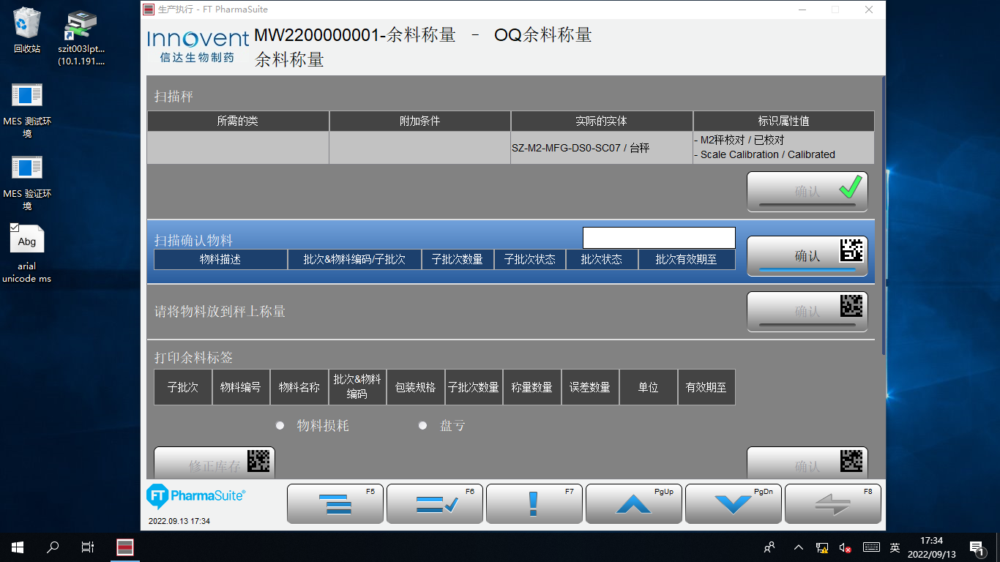 回收站
szit003lpt...
(10.1.191....
MES 测试环
境
MES 验证环
境
Abg
arial
unicode ms
生产执行 - FT PharmaSuite
Innovent
信达生物制药
MW2200000001-余料称量 - OQ余料称量
余料称量
扫描秤
所需的类 附加条件 实际的实体 标识属性值
SZ-M2-MFG-DS0-SC07 / 台秤
- M2秤校对 / 已校对
- Scale Calibration / Calibrated
确认
扫描确认物料
物料描述 批次&物料编码/子批次 子批次数量 子批次状态 批次状态 批次有效期至
确认
请将物料放到秤上称量
确认
打印余料标签
子批次 物料编号 物料名称 批次&物料
编码 包装规格 子批次数量 称量数量 误差数量 单位 有效期至
物料损耗 盘亏
修正库存 确认
FT PharmaSuite®
2022.09.13 17:34
F5 F6 F7 PgUp PgDn F8
英
17:34
2022/09/13
1